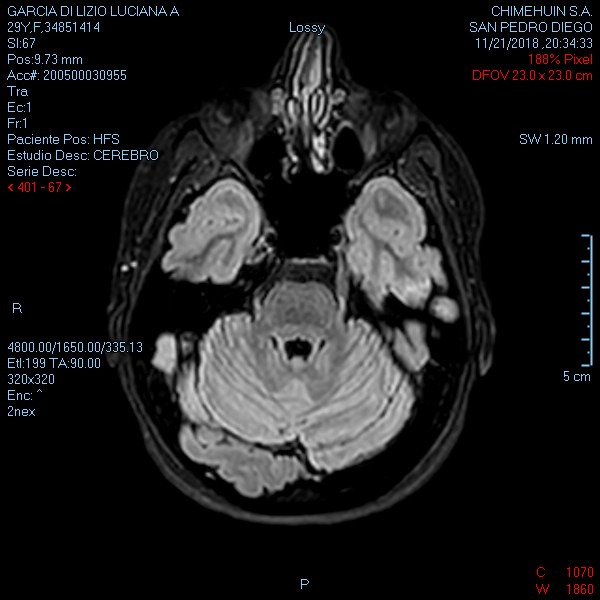 GARCIA DI LIZIO LUCIANA A
29Y,F,34851414
Sl:67
Pos:9.73 mm
Acc#: 200500030955
Tra
Ec:1
Fr:1
Paciente Pos: HFS
Estudio Desc: CEREBRO
Serie Desc:
< 401 - 67 >
Lossy
CHIMEHUIN S.A.
SAN PEDRO DIEGO
11/21/2018 ,20:34:33
188% Pixel
DFOV 23.0 x 23.0 cm
SW 1.20 mm
R
4800.00/1650.00/335.13
Etl:199 TA:90.00
320x320
Enc: ^
2nex
5 cm
P
C 1070
W 1860